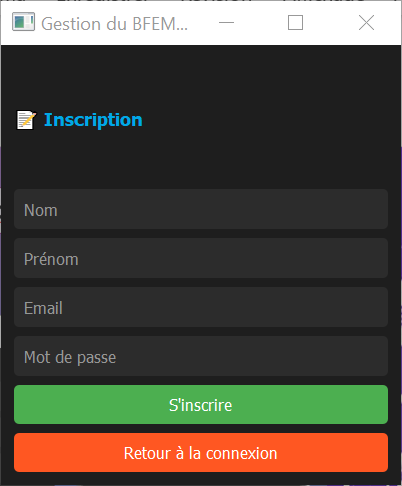 Gestion du BFEM...
📝 Inscription
Nom
Prénom
Email
Mot de passe
S'inscrire
Retour à la connexion